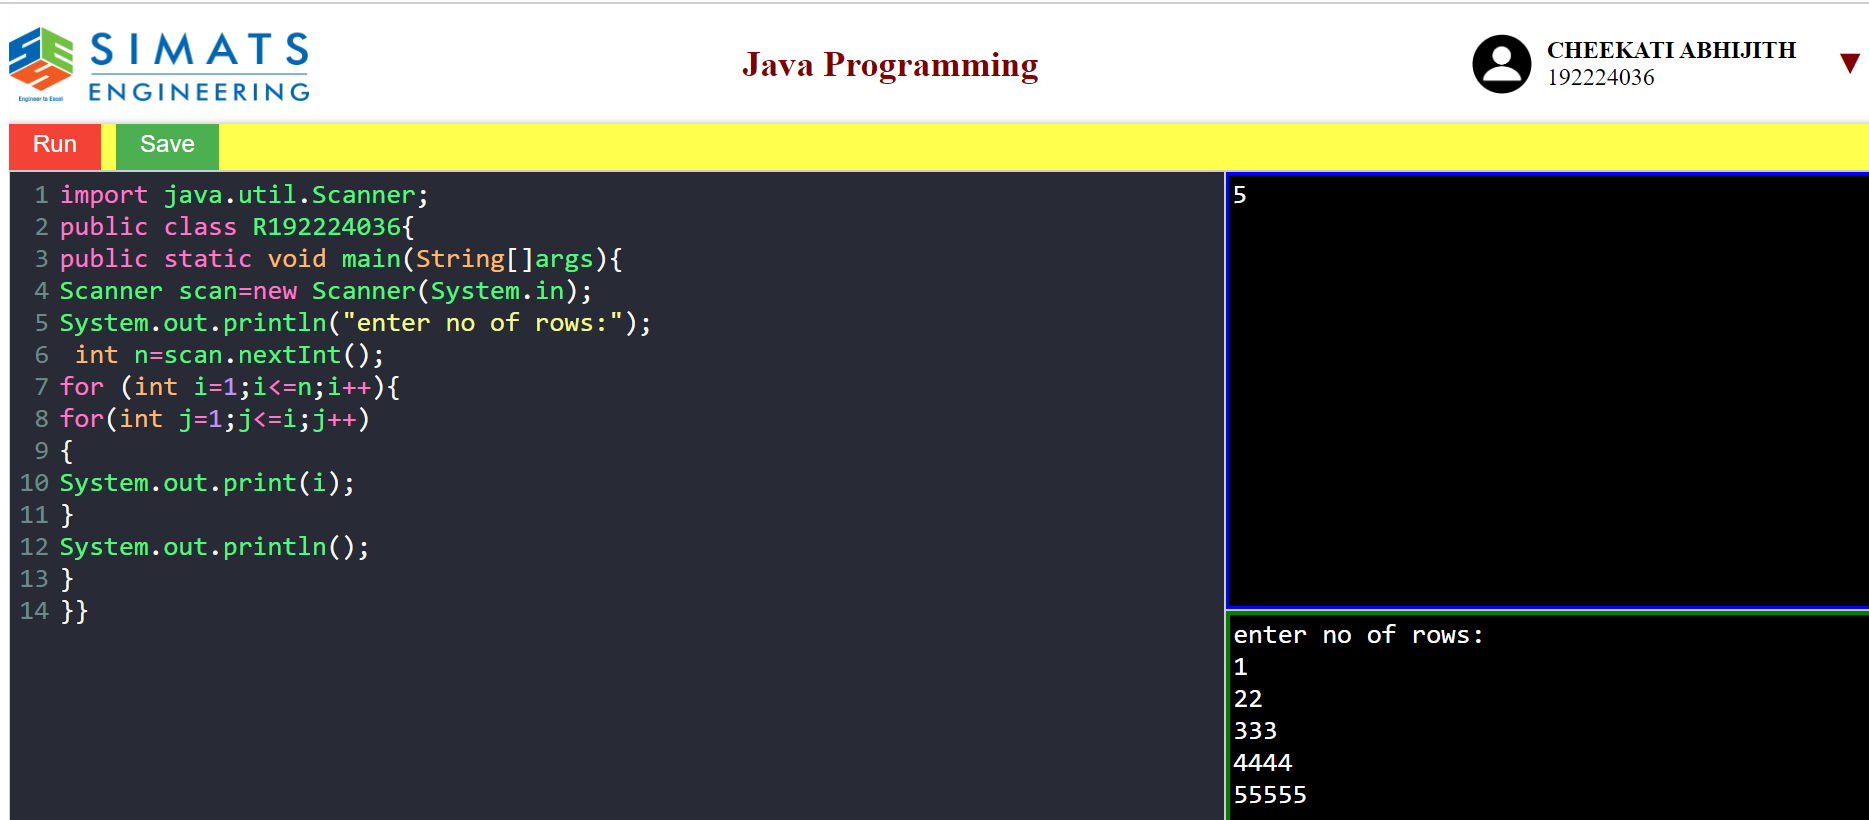 SIMATS
ENGINEERING
Engineer to Excel
Java Programming
CHEEKATI ABHIJITH
192224036
Run
Save
1 import java.util.Scanner;
2 public class R192224036{
3 public static void main(String[]args){
4 Scanner scan=new Scanner(System.in);
5 System.out.println("enter no of rows:");
6  int n=scan.nextInt();
7 for (int i=1;i<=n;i++){
8 for(int j=1;j<=i;j++)
9 {
10 System.out.print(i);
11 }
12 System.out.println();
13 }
14 }}
5
enter no of rows:
1
22
333
4444
55555